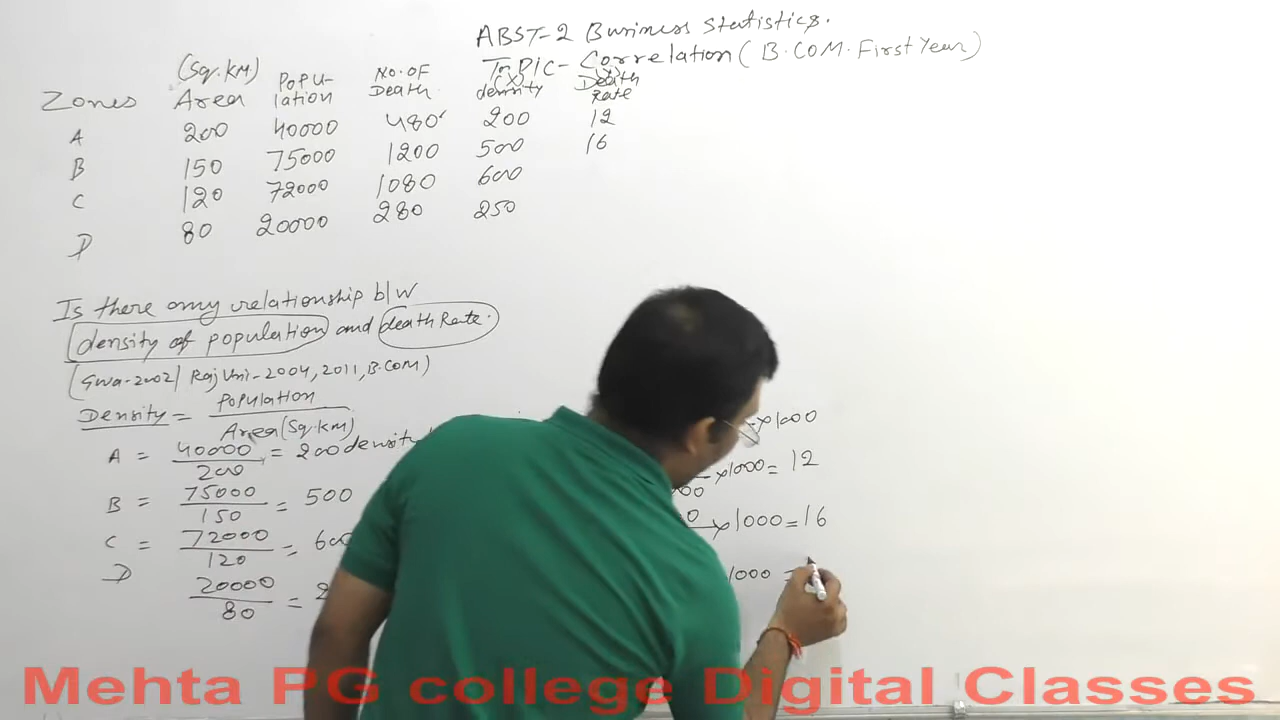 ABST-2 Business Statistics.
Topic- Correlation (B.COM. First Year)
Zones (Sq.KM) Area Popu-lation No. of Death (X) density (Y) Death Rate
A 200 40000 480 200 12
B 150 75000 1200 500 16
C 120 72000 1080 600
D 80 20000 280 250
Is there any relationship b/w
density of population and death Rate.
(Gwa-2002/ Raj Uni-2004, 2011, B.COM)
Density = Population / Area (Sq.KM)
A = 40000 / 200 = 200 density
B = 75000 / 150 = 500
C = 72000 / 120 = 600
D 20000 / 80 =
×1000
×1000 = 12
×1000 = 16
1000 =
Mehta PG college Digital Classes